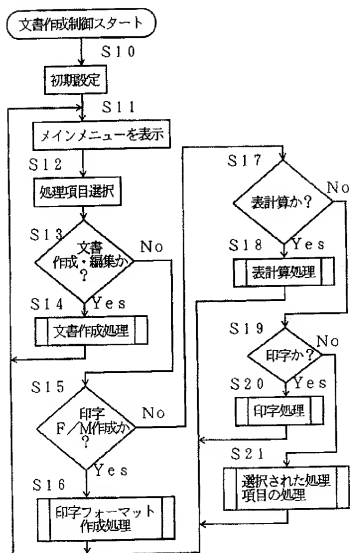 文書作成制御スタート
S10
初期設定
S11
メインメニューを表示
S12
処理項目選択
S13
文書
作成・編集か
?
No
Yes
S14
文書作成処理
S15
印字
F/M作成か
?
No
Yes
S16
印字フォーマット
作成処理
S17
表計算か?
No
Yes
S18
表計算処理
S19
印字か?
No
Yes
S20
印字処理
S21
選択された処理
項目の処理